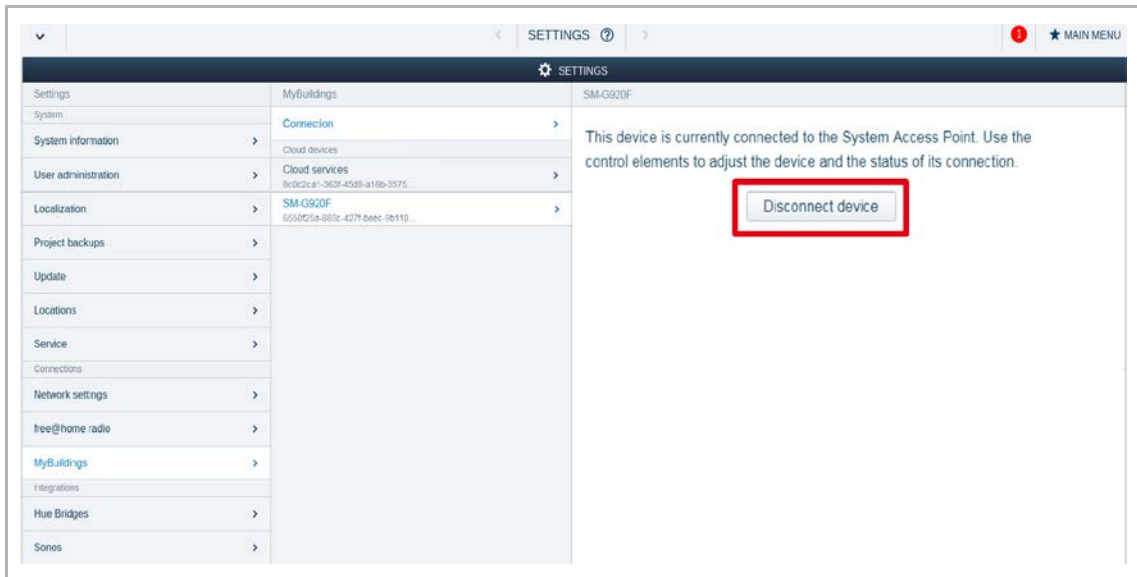 SETTINGS
1
MAIN MENU
SETTINGS
Settings
System
System information
User administration
Localization
Project backups
Update
Locations
Service
Connections
Network settings
free@home radio
MyBuildings
Integrations
Hue Bridges
Sonos
MyBuildings
Connection
Cloud devices
Cloud services
SM-G920F
SM-G920F
This device is currently connected to the System Access Point. Use the
control elements to adjust the device and the status of its connection.
Disconnect device